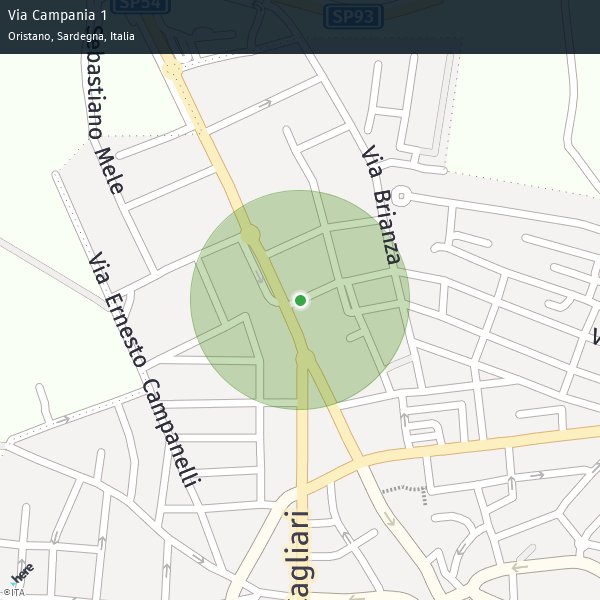 Via Campania 1
Oristano, Sardegna, Italia
SP54
SP93
Sebastiano Mele
Via Brianza
Via Ernesto Campanelli
agliari
here
©ITA